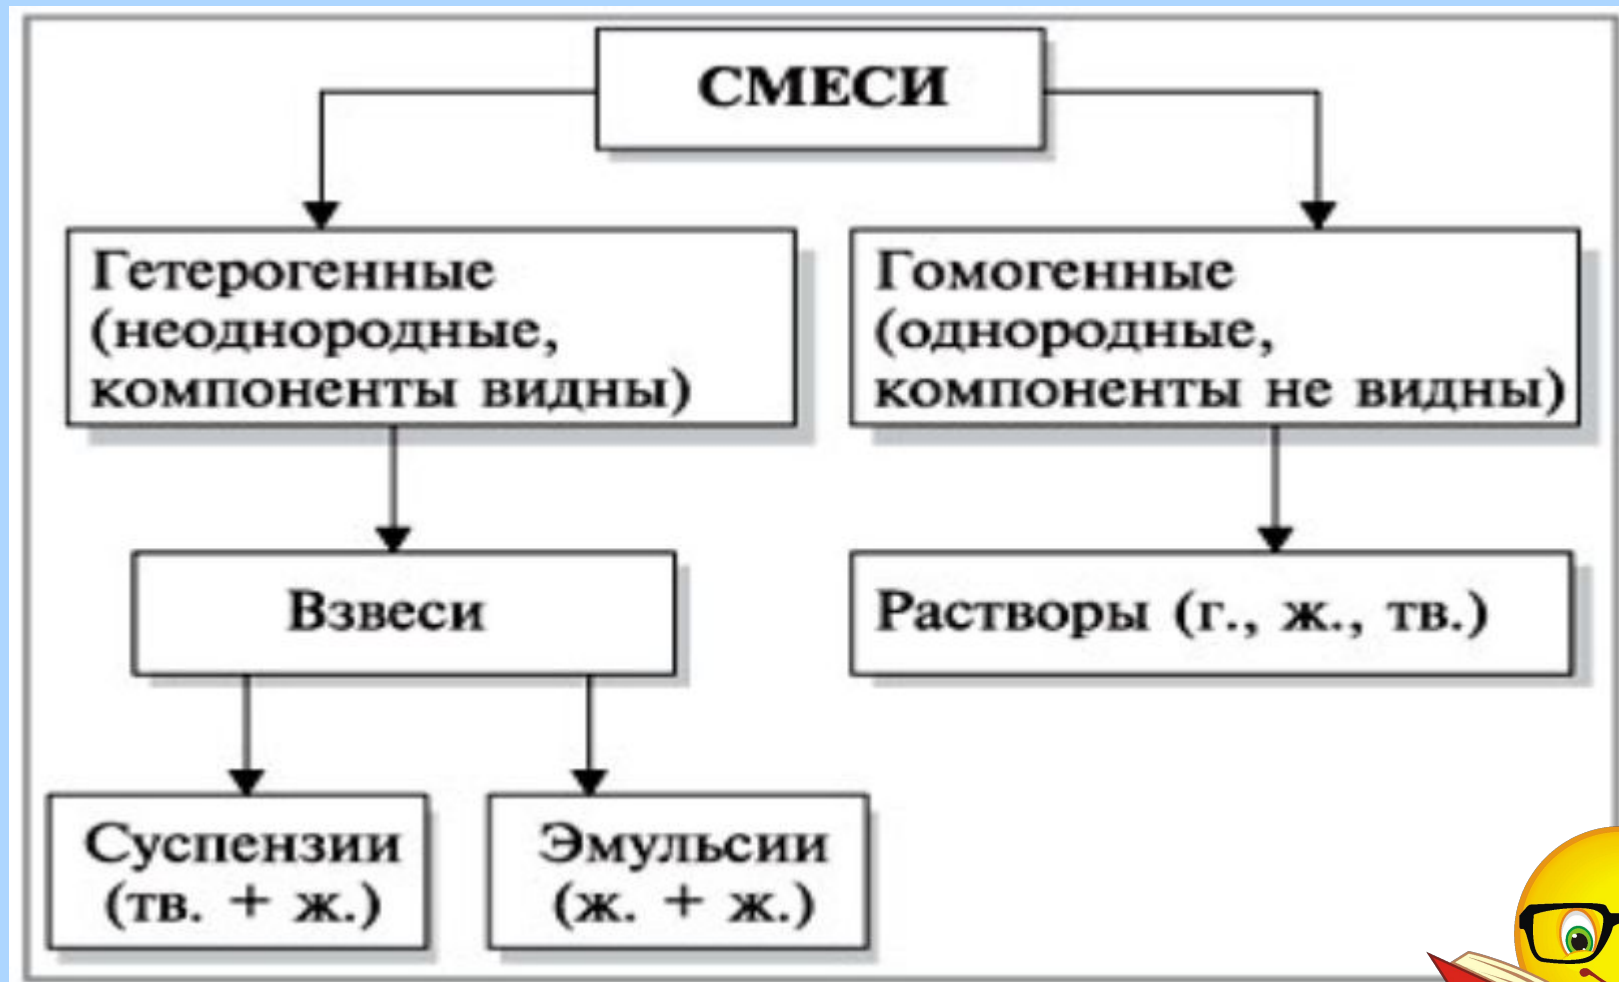 СМЕСИ
Гетерогенные
(неоднородные,
компоненты видны)
Гомогенные
(однородные,
компоненты не видны)
Взвеси
Растворы (г., ж., тв.)
Суспензии
(тв. + ж.)
Эмульсии
(ж. + ж.)